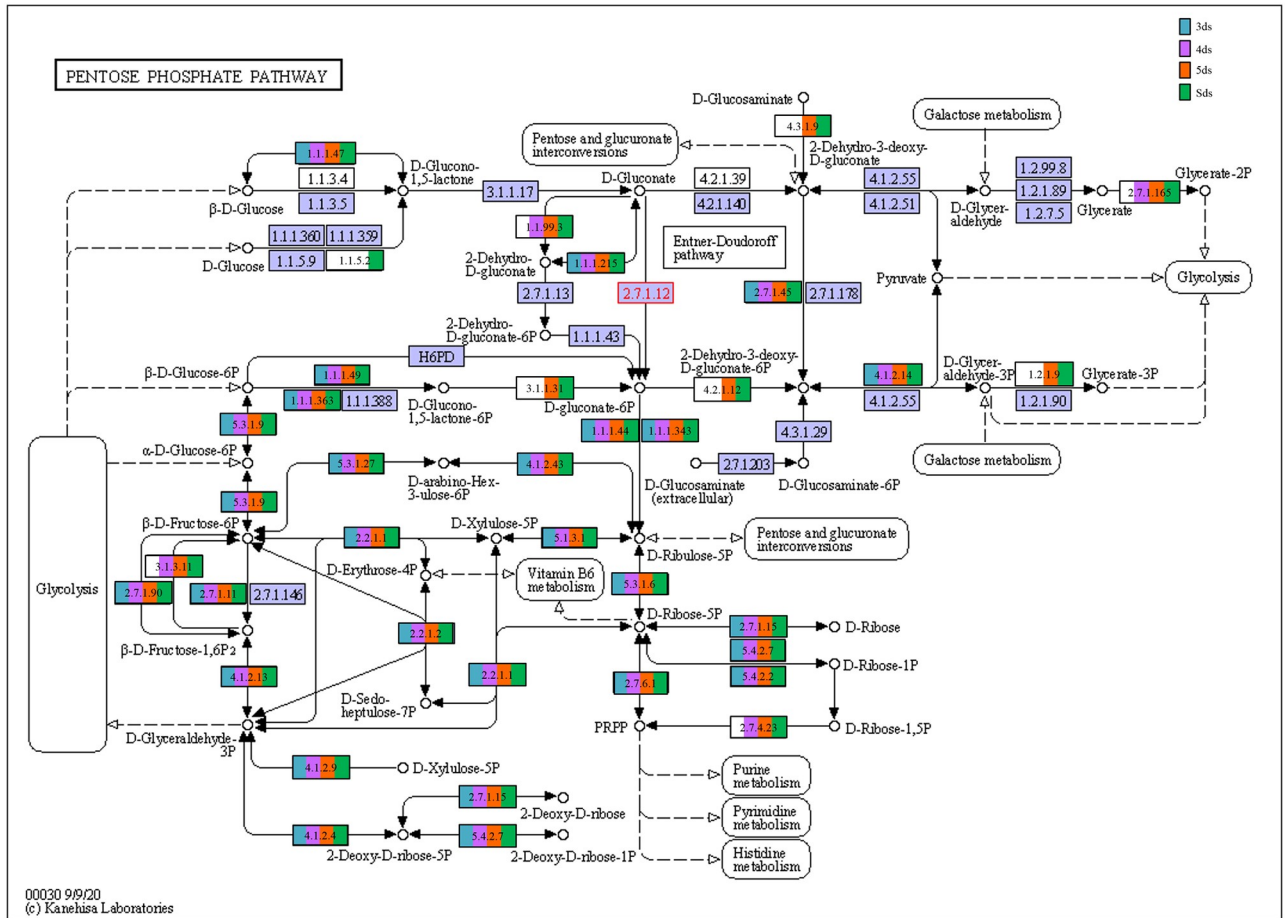 3ds
4ds
5ds
Sds
PENTOSE PHOSPHATE PATHWAY
D-Glucosaminate
4.3.1.9
Galactose metabolism
Pentose and glucuronate
interconversions
2-Dehydro-3-deoxy-
D-gluconate
1.1.1.47
D-Glucono-
1,5-lactone
1.1.3.4
1.1.3.5
β-D-Glucose
3.1.1.17
D-Gluconate
4.2.1.39
4.2.1.140
4.1.2.55
4.1.2.51
1.2.99.8
1.2.1.89
1.2.7.5
D-Glycer-
aldehyde
Glycerate
Glycerate-2P
2.7.1.165
1.1.1.360
1.1.1.359
1.1.5.9
1.1.5.2
D-Glucose
1.1.99.3
2-Dehydro-
D-gluconate
1.1.1.215
Entner-Doudoroff
pathway
Pyruvate
Glycolysis
2.7.1.13
2.7.1.12
2.7.1.45
2.7.1.178
2-Dehydro-
D-gluconate-6P
1.1.1.43
H6PD
β-D-Glucose-6P
1.1.1.49
1.1.1.363
1.1.1.388
D-Glucono-
1,5-lactone-6P
3.1.1.31
D-gluconate-6P
2-Dehydro-3-deoxy-
D-gluconate-6P
4.2.1.12
4.1.2.14
4.1.2.55
D-Glycer-
aldehyde-3P
1.2.1.9
1.2.1.90
Glycerate-3P
5.3.1.9
1.1.1.44
1.1.1.343
4.3.1.29
α-D-Glucose-6P
5.3.1.27
D-arabino-Hex-
3-ulose-6P
4.1.2.43
D-Glucosaminate
(extracellular)
2.7.1.203
D-Glucosaminate-6P
Galactose metabolism
5.3.1.9
β-D-Fructose-6P
2.2.1.1
D-Xylulose-5P
5.1.3.1
D-Ribulose-5P
Pentose and glucuronate
interconversions
Glycolysis
3.1.3.11
2.7.1.90
2.7.1.11
2.7.1.146
D-Erythrose-4P
Vitamin B6
metabolism
5.3.1.6
β-D-Fructose-1,6P2
2.2.1.2
D-Ribose-5P
2.7.1.15
D-Ribose
5.4.2.7
5.4.2.2
D-Ribose-1P
4.1.2.13
2.2.1.1
2.7.6.1
D-Sedo-
heptulose-7P
D-Glyceraldehyde-
3P
PRPP
2.7.4.23
D-Ribose-1,5P
4.1.2.9
D-Xylulose-5P
Purine
metabolism
2.7.1.15
2-Deoxy-D-ribose
Pyrimidine
metabolism
4.1.2.4
2-Deoxy-D-ribose-5P
5.4.2.7
2-Deoxy-D-ribose-1P
Histidine
metabolism
00030 9/9/20
(c) Kanehisa Laboratories